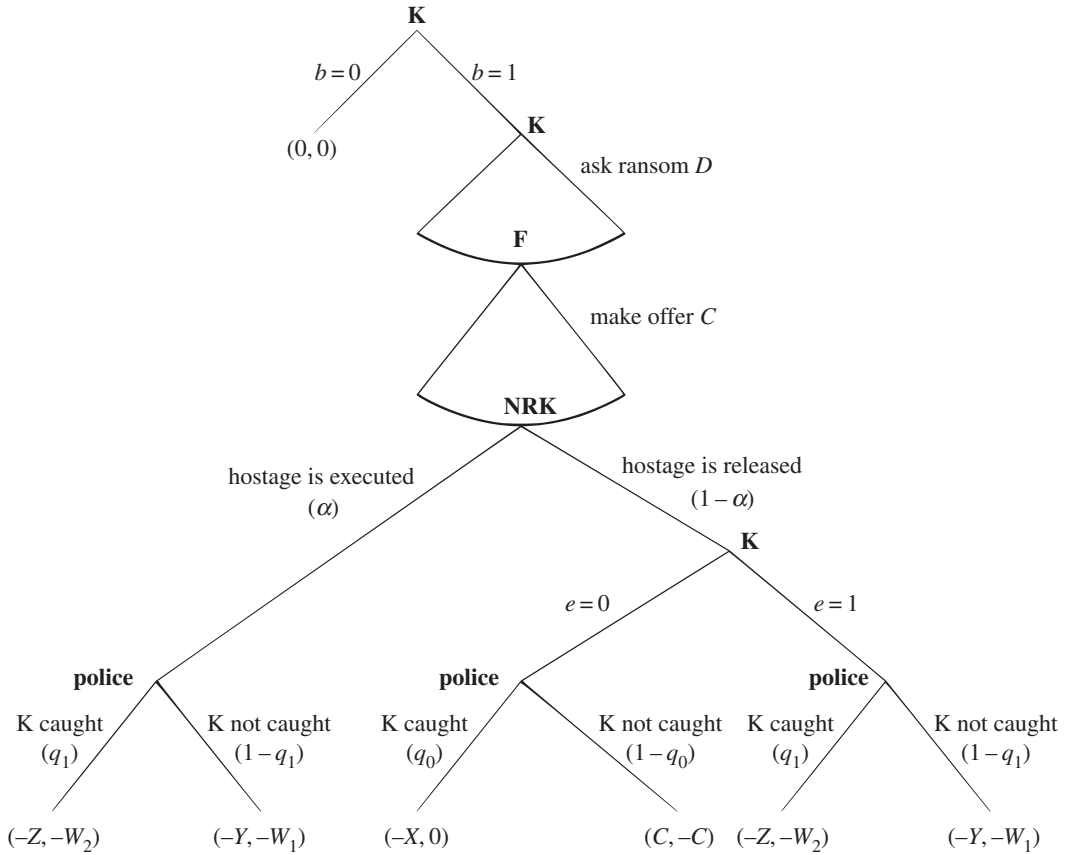 K
b = 0
b = 1
(0, 0)
K
ask ransom D
F
make offer C
NRK
hostage is executed
(α)
hostage is released
(1 – α)
K
e = 0
e = 1
police
police
police
K caught
(q1)
K not caught
(1 – q1)
K caught
(q0)
K not caught
(1 – q0)
K caught
(q1)
K not caught
(1 – q1)
(–Z, –W2)
(–Y, –W1)
(–X, 0)
(C, –C)
(–Z, –W2)
(–Y, –W1)